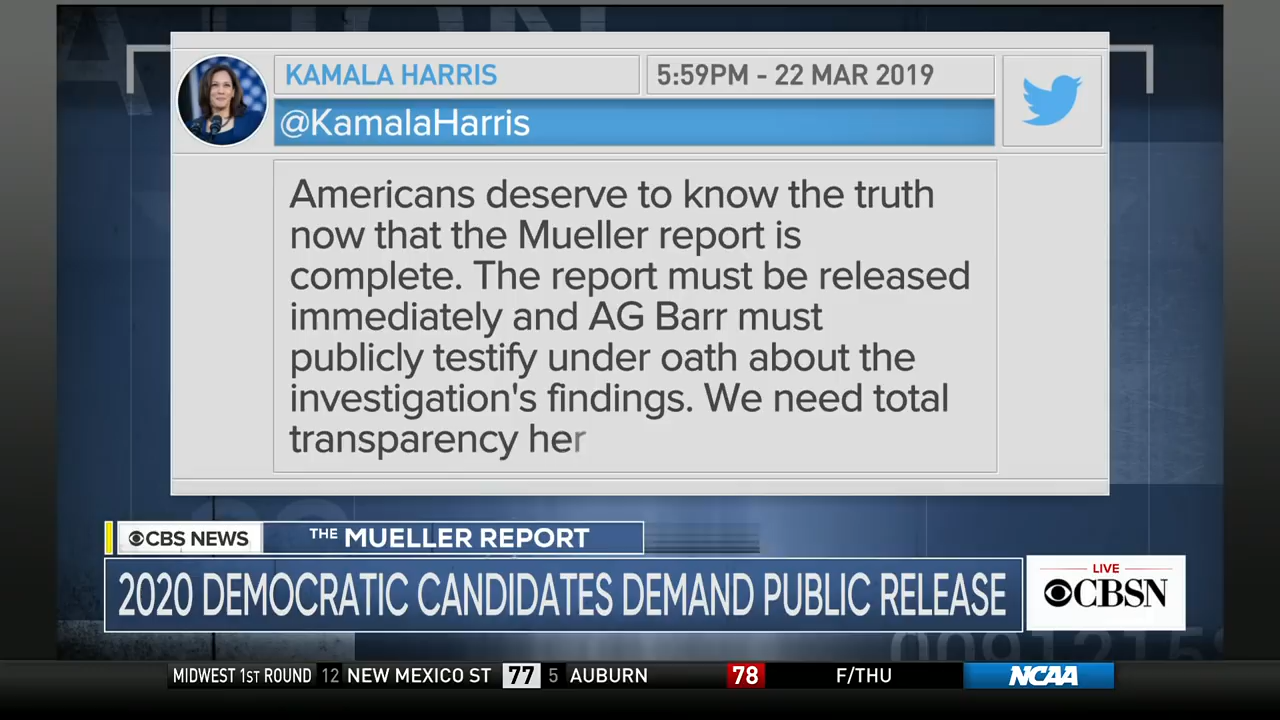 KAMALA HARRIS
5:59PM - 22 MAR 2019
@KamalaHarris
Americans deserve to know the truth
now that the Mueller report is
complete. The report must be released
immediately and AG Barr must
publicly testify under oath about the
investigation's findings. We need total
transparency her
CBS NEWS
THE MUELLER REPORT
2020 DEMOCRATIC CANDIDATES DEMAND PUBLIC RELEASE
LIVE
CBSN
MIDWEST 1ST ROUND 12 NEW MEXICO ST 77 5 AUBURN 78 F/THU NCAA